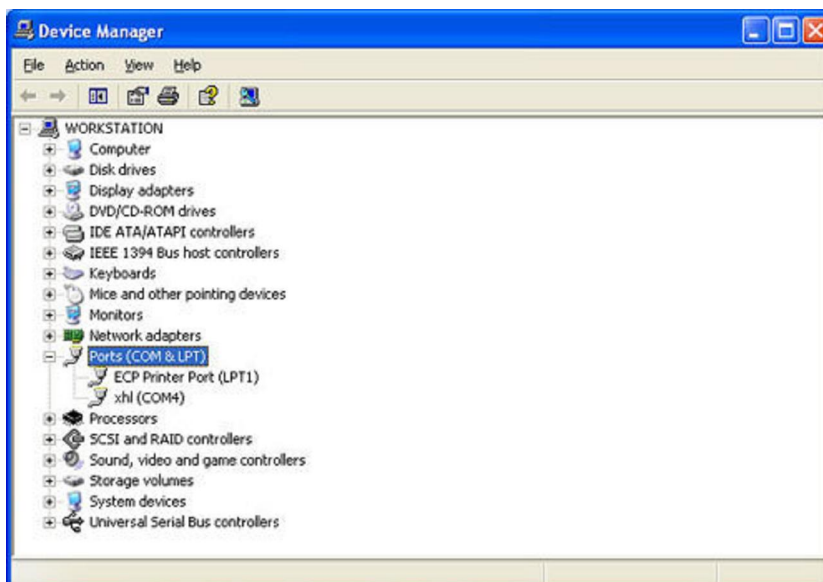 Device Manager
File Action View Help
WORKSTATION
Computer
Disk drives
Display adapters
DVD/CD-ROM drives
IDE ATA/ATAPI controllers
IEEE 1394 Bus host controllers
Keyboards
Mice and other pointing devices
Monitors
Network adapters
Ports (COM & LPT)
ECP Printer Port (LPT1)
xhl (COM4)
Processors
SCSI and RAID controllers
Sound, video and game controllers
Storage volumes
System devices
Universal Serial Bus controllers